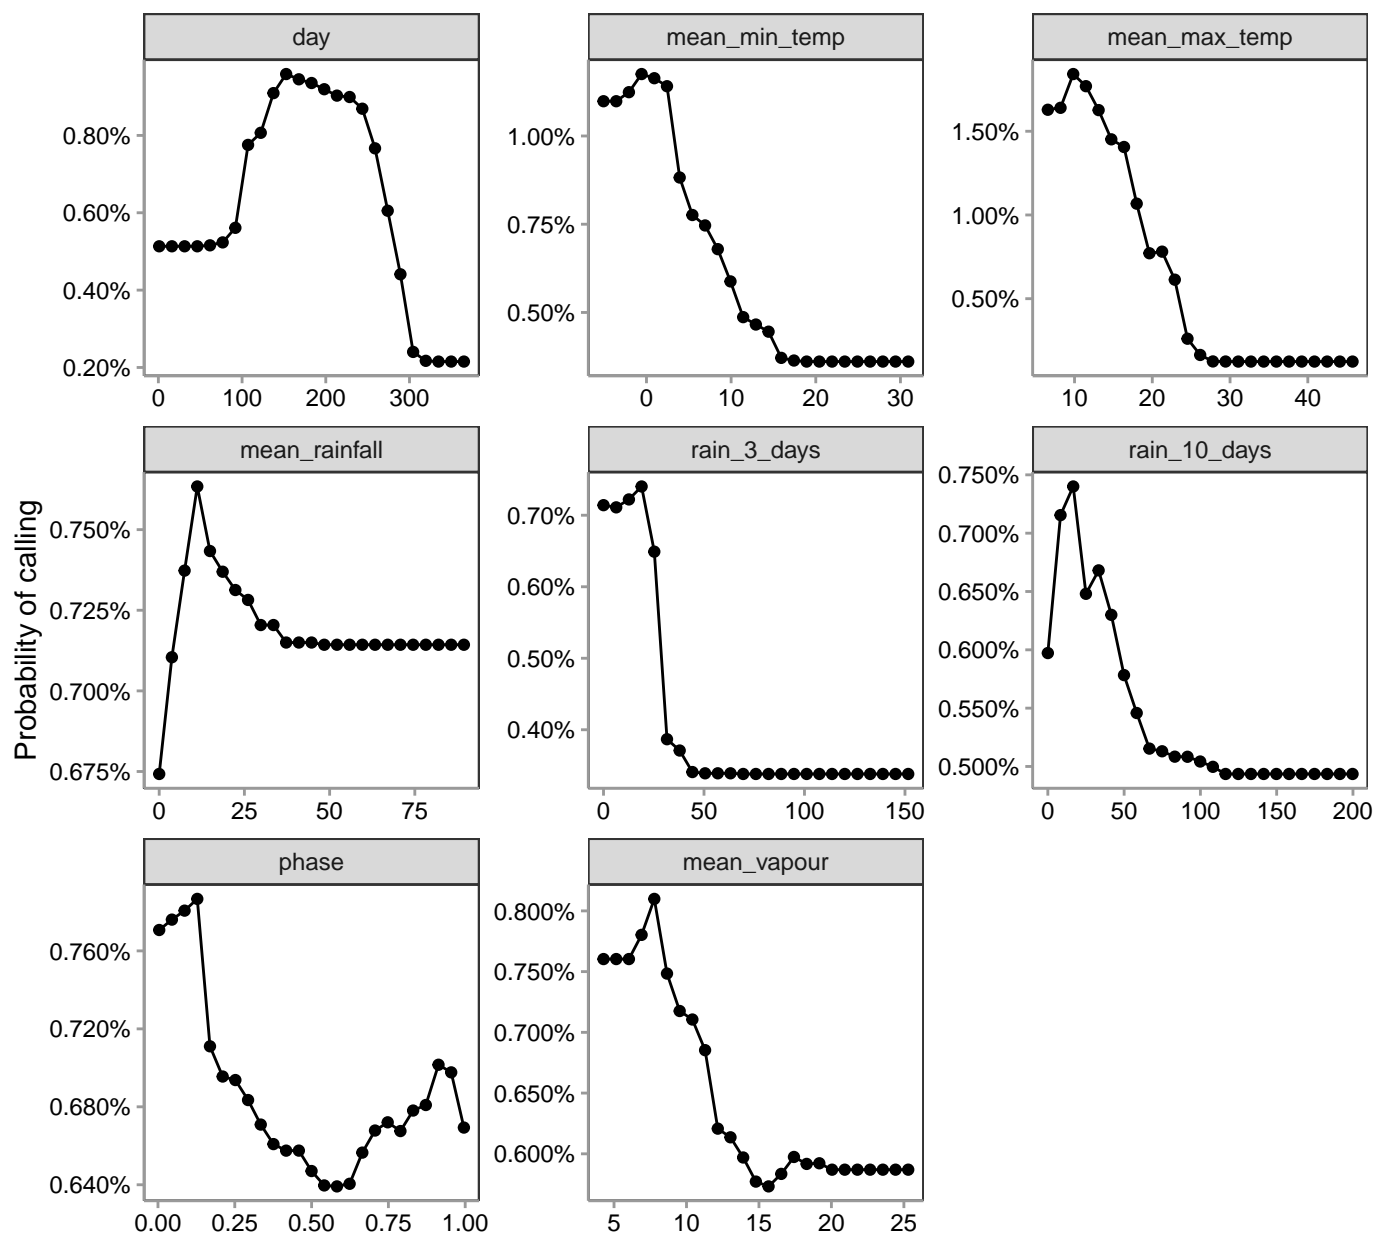 day
mean_min_temp
mean_max_temp
0.80%
0.60%
0.40%
0.20%
0 100 200 300
1.00%
0.75%
0.50%
0 10 20 30
1.50%
1.00%
0.50%
10 20 30 40
Probability of calling
mean_rainfall
rain_3_days
rain_10_days
0.750%
0.725%
0.700%
0.675%
0 25 50 75
0.70%
0.60%
0.50%
0.40%
0 50 100 150
0.750%
0.700%
0.650%
0.600%
0.550%
0.500%
0 50 100 150 200
phase
mean_vapour
0.760%
0.720%
0.680%
0.640%
0.00 0.25 0.50 0.75 1.00
0.800%
0.750%
0.700%
0.650%
0.600%
5 10 15 20 25